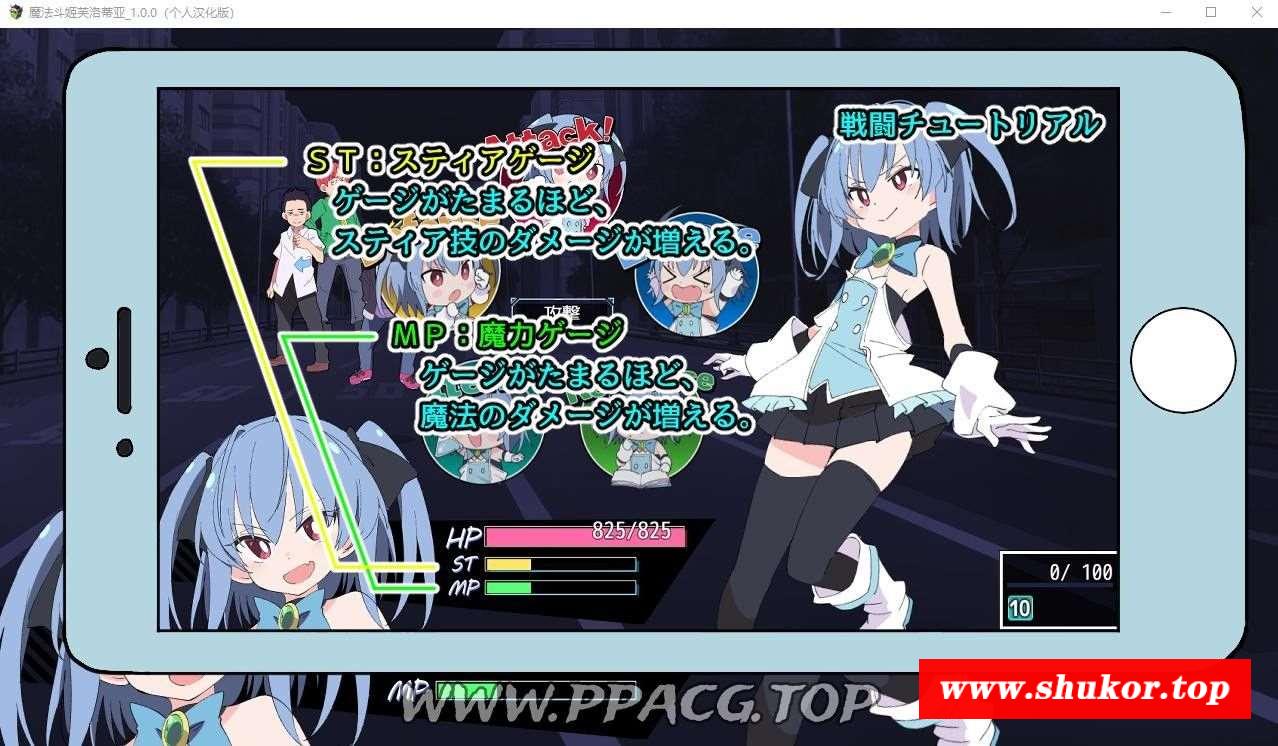 魔法斗姬芙洛蒂亚_1.0.0（个人汉化版）
戦闘チュートリアル
Attack!
ST：スティアゲージ
ゲージがたまるほど、
スティア技のダメージが増える。
攻撃
MP：魔力ゲージ
ゲージがたまるほど、
魔法のダメージが増える。
HP 825/825
ST
MP
0/ 100
10
MP
WWW.PPACG.TOP
www.shukor.top